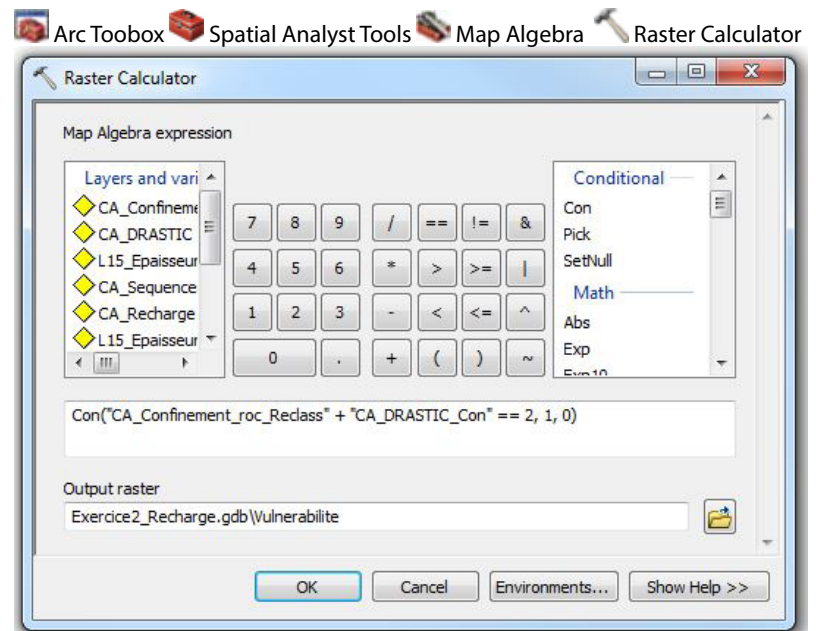 Arc Toobox Spatial Analyst Tools Map Algebra Raster Calculator
Raster Calculator
Map Algebra expression
Layers and vari
CA_Confineme
CA_DRASTIC
L15_Epaisseur
CA_Sequence
CA_Recharge
L15_Epaisseur
7 8 9 / == != &
4 5 6 * > >= |
1 2 3 - < <= ^
0 . + ( ) ~
Conditional
Con
Pick
SetNull
Math
Abs
Exp
Exp10
Con("CA_Confinement_roc_Reclass" + "CA_DRASTIC_Con" == 2, 1, 0)
Output raster
Exercice2_Recharge.gdb\Vulnerabilite
OK Cancel Environments... Show Help >>